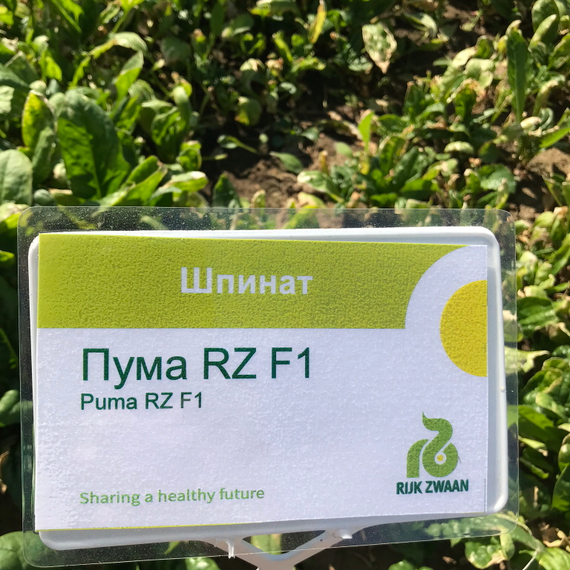 Шпинат
Пума RZ F1
Puma RZ F1
RIJK ZWAAN
Sharing a healthy future